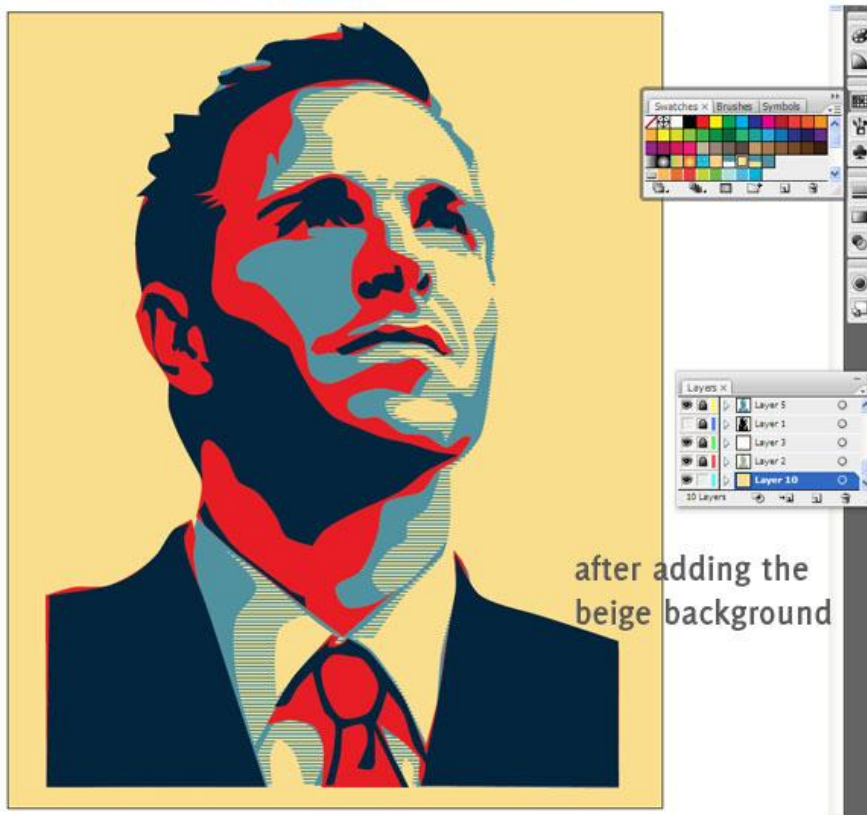 Swatches × Brushes Symbols
Layers ×
Layer 5
Layer 1
Layer 3
Layer 2
Layer 10
10 Layers
after adding the
beige background